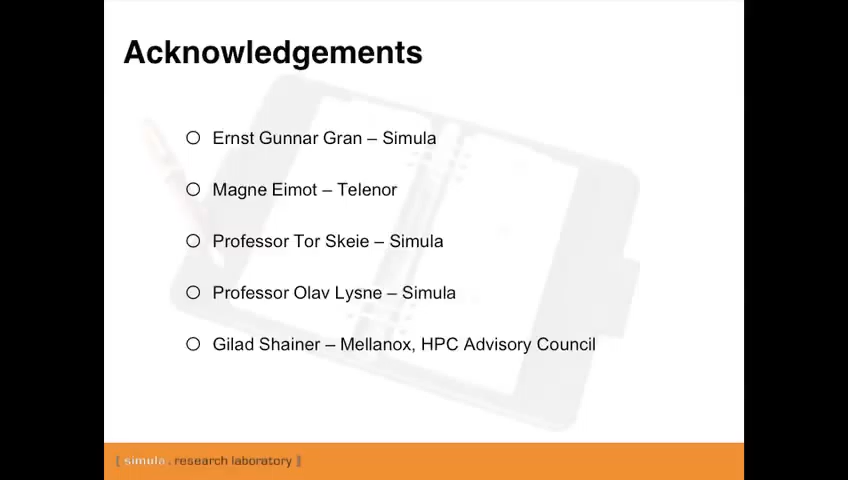 Acknowledgements
Ernst Gunnar Gran – Simula
Magne Eimot – Telenor
Professor Tor Skeie – Simula
Professor Olav Lysne – Simula
Gilad Shainer – Mellanox, HPC Advisory Council
[ simula . research laboratory ]